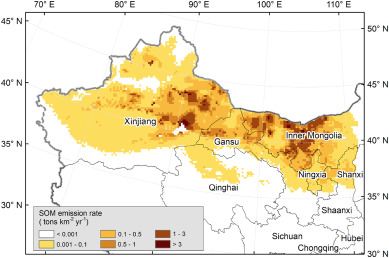 70° E 80° E 90° E 100° E 110° E
45° N
50° N
40° N
45° N
Xinjiang
Inner Mongolia
35° N
Gansu
40° N
Ningxia
Shanxi
Qinghai
35° N
30° N
Shaanxi
SOM emission rate
( tons km⁻² yr⁻¹)
Sichuan
Hubei
< 0.001 0.1 - 0.5 1 - 3
Chongqing
30° N
0.001 - 0.1 0.5 - 1 > 3